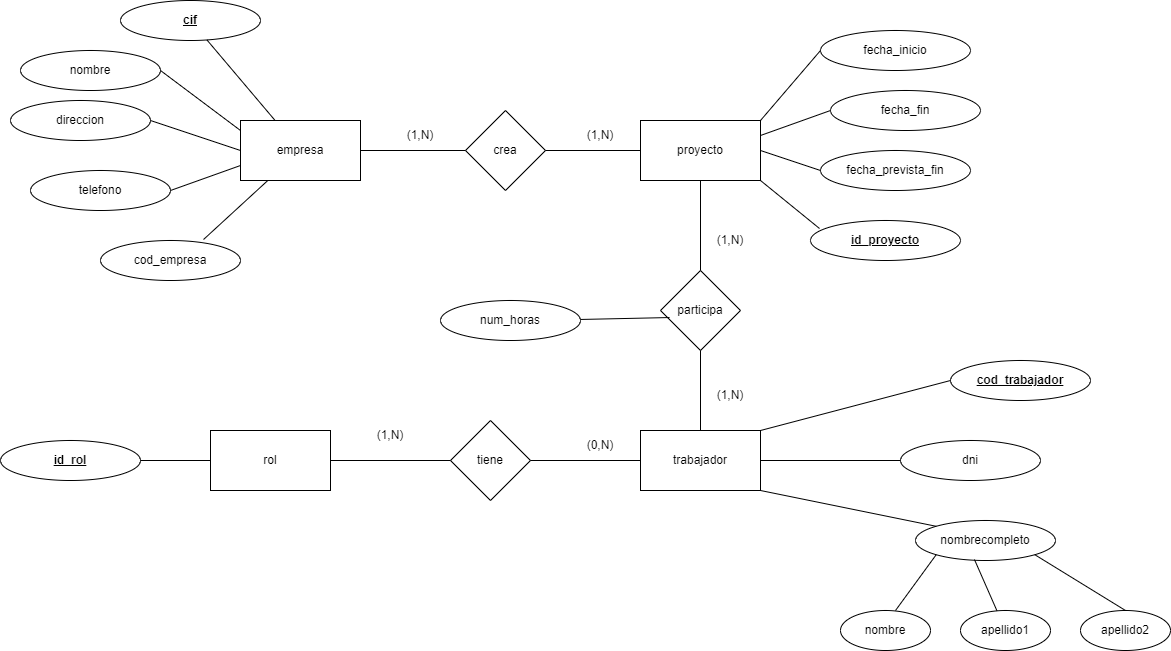 cif
nombre
fecha_inicio
direccion
fecha_fin
(1,N)
(1,N)
empresa
crea
proyecto
fecha_prevista_fin
telefono
id_proyecto
(1,N)
cod_empresa
participa
num_horas
cod_trabajador
(1,N)
(1,N)
(0,N)
id_rol
rol
tiene
trabajador
dni
nombrecompleto
nombre
apellido1
apellido2